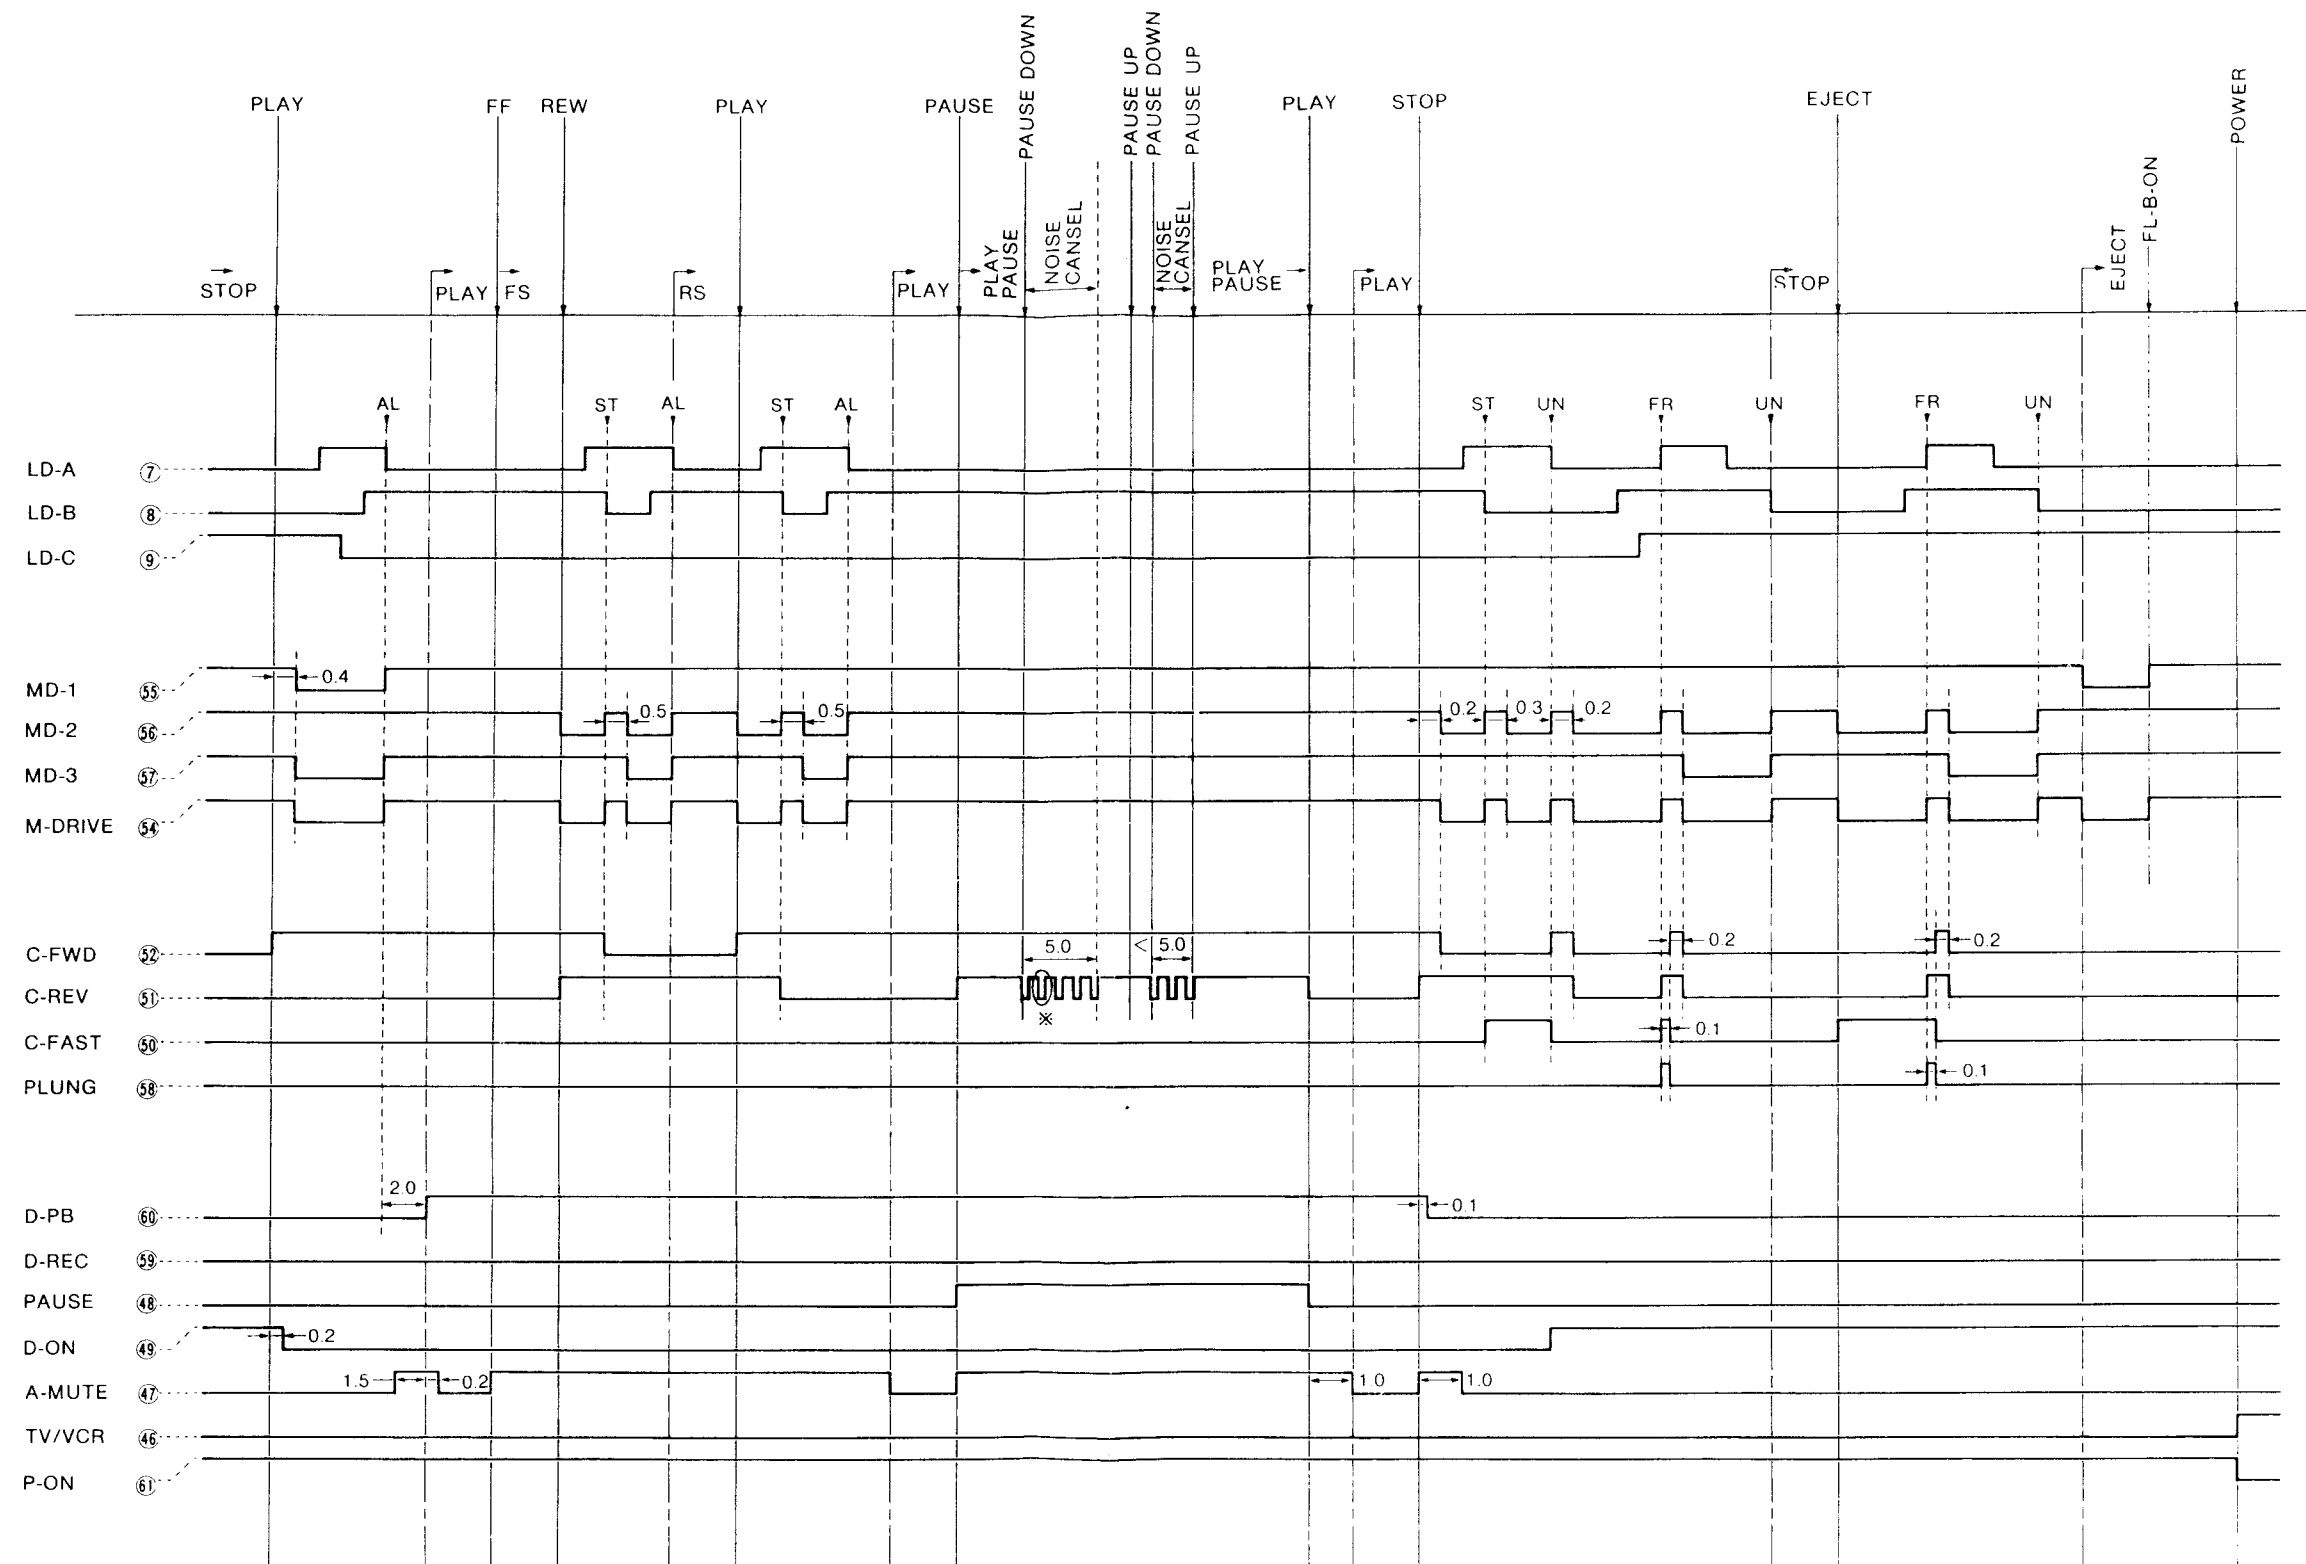 PLAY
FF
REW
PLAY
PAUSE
PAUSE DOWN
PAUSE UP
PAUSE DOWN
PAUSE UP
PLAY
STOP
EJECT
POWER
STOP
PLAY
FS
RS
PLAY
PLAY
PAUSE
NOISE
CANSEL
NOISE
CANSEL
PLAY
PAUSE
PLAY
STOP
EJECT
FL-B-ON
AL ST AL ST AL ST UN FR UN FR UN
LD-A 7
LD-B 8
LD-C 9
MD-1 55 0.4
MD-2 56 0.5 0.5 0.2 0.3 0.2
MD-3 57
M-DRIVE 54
C-FWD 52 5.0 < 5.0 0.2 0.2
C-REV 51
※
C-FAST 50 0.1
PLUNG 58 0.1
2.0
D-PB 60 0.1
D-REC 59
PAUSE 48
D-ON 49 0.2
A-MUTE 47 1.5 0.2 1.0 1.0
TV/VCR 46
P-ON 61